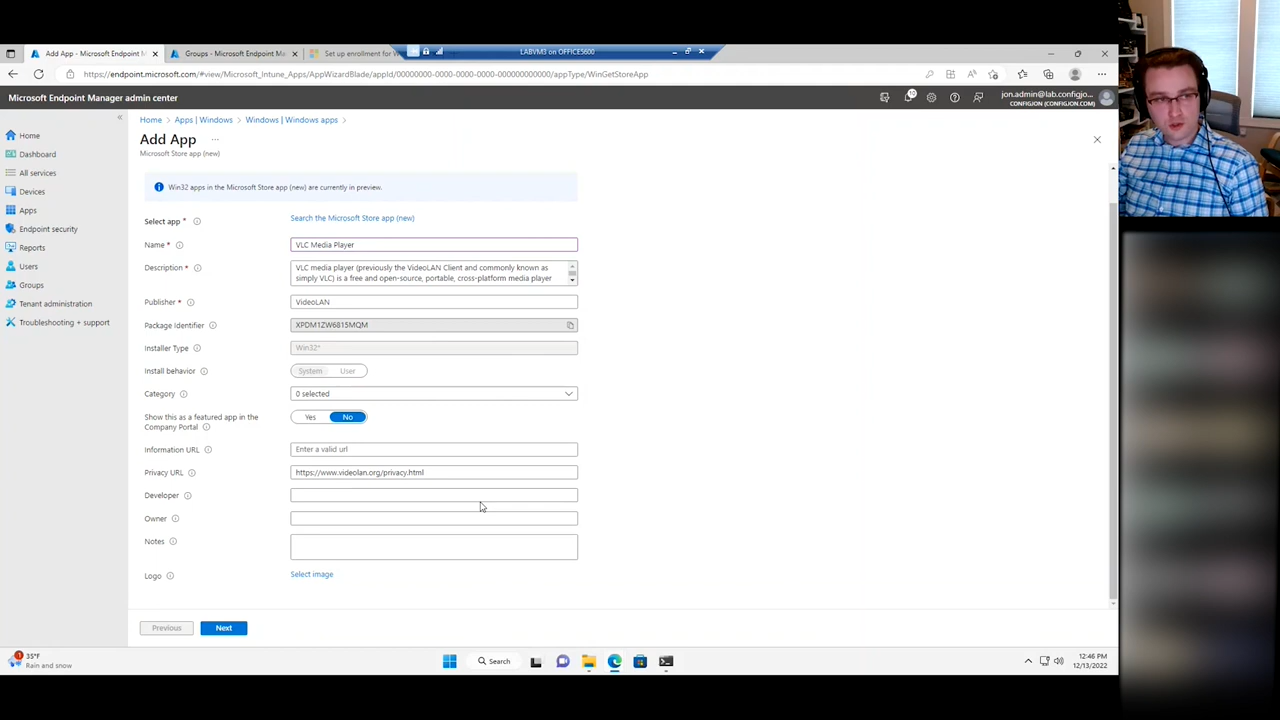 LABVM3 on OFFICE5600
Add App - Microsoft Endpoint M
Groups - Microsoft Endpoint Ma
Set up enrollment for W
https://endpoint.microsoft.com/#view/Microsoft_Intune_Apps/AppWizardBlade/appId/00000000-0000-0000-0000-000000000000/appType/WinGetStoreApp
Microsoft Endpoint Manager admin center
10
jon.admin@lab.configjo...
CONFIGJON (CONFIGJON.COM)
Home
Dashboard
All services
Devices
Apps
Endpoint security
Reports
Users
Groups
Tenant administration
Troubleshooting + support
Home > Apps | Windows > Windows | Windows apps >
Add App ...
Microsoft Store app (new)
Win32 apps in the Microsoft Store app (new) are currently in preview.
Select app * Search the Microsoft Store app (new)
Name * VLC Media Player
Description * VLC media player (previously the VideoLAN Client and commonly known as
simply VLC) is a free and open-source, portable, cross-platform media player
Publisher * VideoLAN
Package Identifier XPDM1ZW6815MQM
Installer Type Win32*
Install behavior System User
Category 0 selected
Show this as a featured app in the
Company Portal Yes No
Information URL Enter a valid url
Privacy URL https://www.videolan.org/privacy.html
Developer
Owner
Notes
Logo Select image
Previous Next
1
35°F
Rain and snow
Search
12:46 PM
12/13/2022